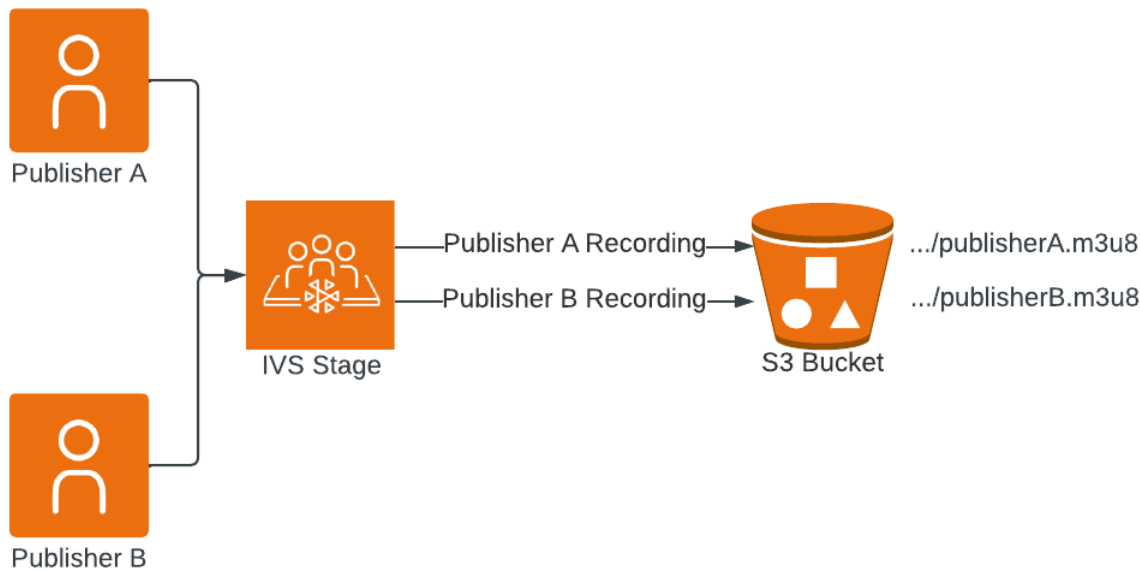 Publisher A
Publisher A Recording
.../publisherA.m3u8
Publisher B Recording
.../publisherB.m3u8
IVS Stage
S3 Bucket
Publisher B